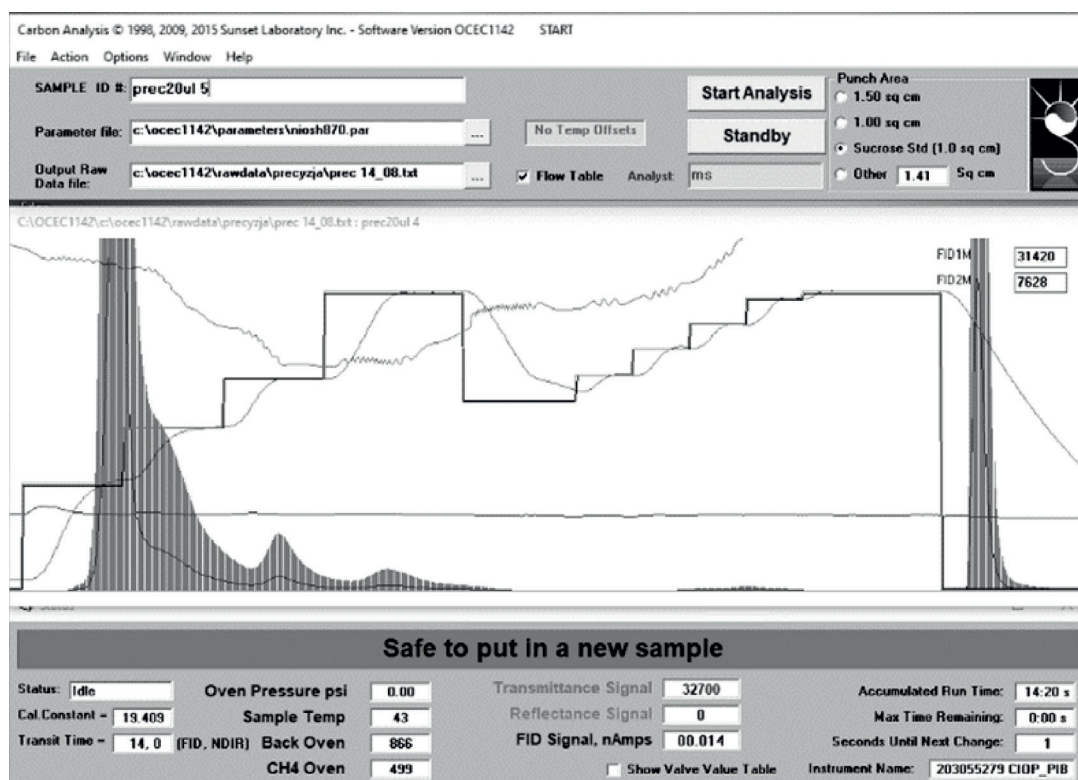 Carbon Analysis © 1998, 2009, 2015 Sunset Laboratory Inc. - Software Version OCEC1142 START
File Action Options Window Help
SAMPLE ID #: prec20ul 5
Parameter file: c:\ocec1142\parameters\niosh870.par ...
Output Raw Data file: c:\ocec1142\rawdata\precyzja\prec 14_08.txt ...
No Temp Offsets
Flow Table Analyst: ms
Start Analysis
Standby
Punch Area
1.50 sq cm
1.00 sq cm
Sucrose Std (1.0 sq cm)
Other 1.41 Sq cm
C:\OCEC1142\c:\ocec1142\rawdata\precyzja\prec 14_08.txt : prec20ul 4
FID1M 31420
FID2M 7628
Safe to put in a new sample
Status: Idle
Cal.Constant = 19.409
Transit Time = 14, 0 (FID, NDIR)
Oven Pressure psi 0.00
Sample Temp 43
Back Oven 866
CH4 Oven 499
Transmittance Signal 32700
Reflectance Signal 0
FID Signal, nAmps 00.014
Show Valve Value Table
Accumulated Run Time: 14:20 s
Max Time Remaining: 0:00 s
Seconds Until Next Change: 1
Instrument Name: 203055279 CIOP_PIB